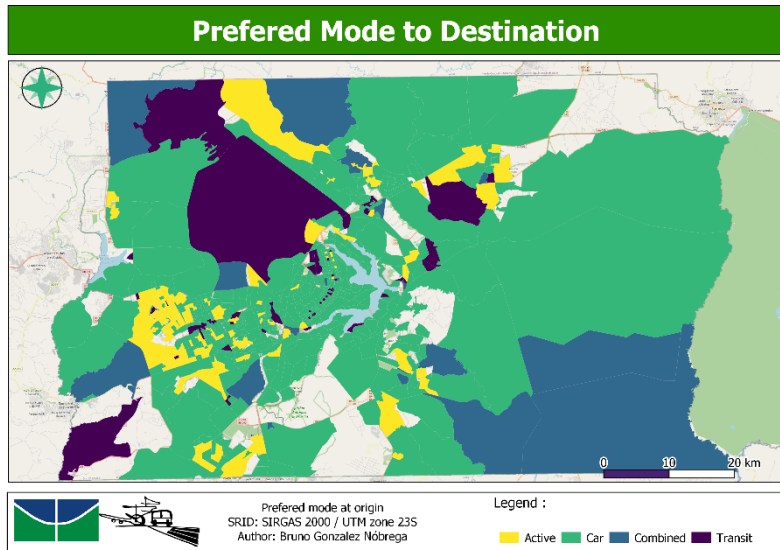 Prefered Mode to Destination
0 10 20 km
Prefered mode at origin
SRID: SIRGAS 2000 / UTM zone 23S
Author: Bruno Gonzalez Nóbrega
Legend :
Active Car Combined Transit